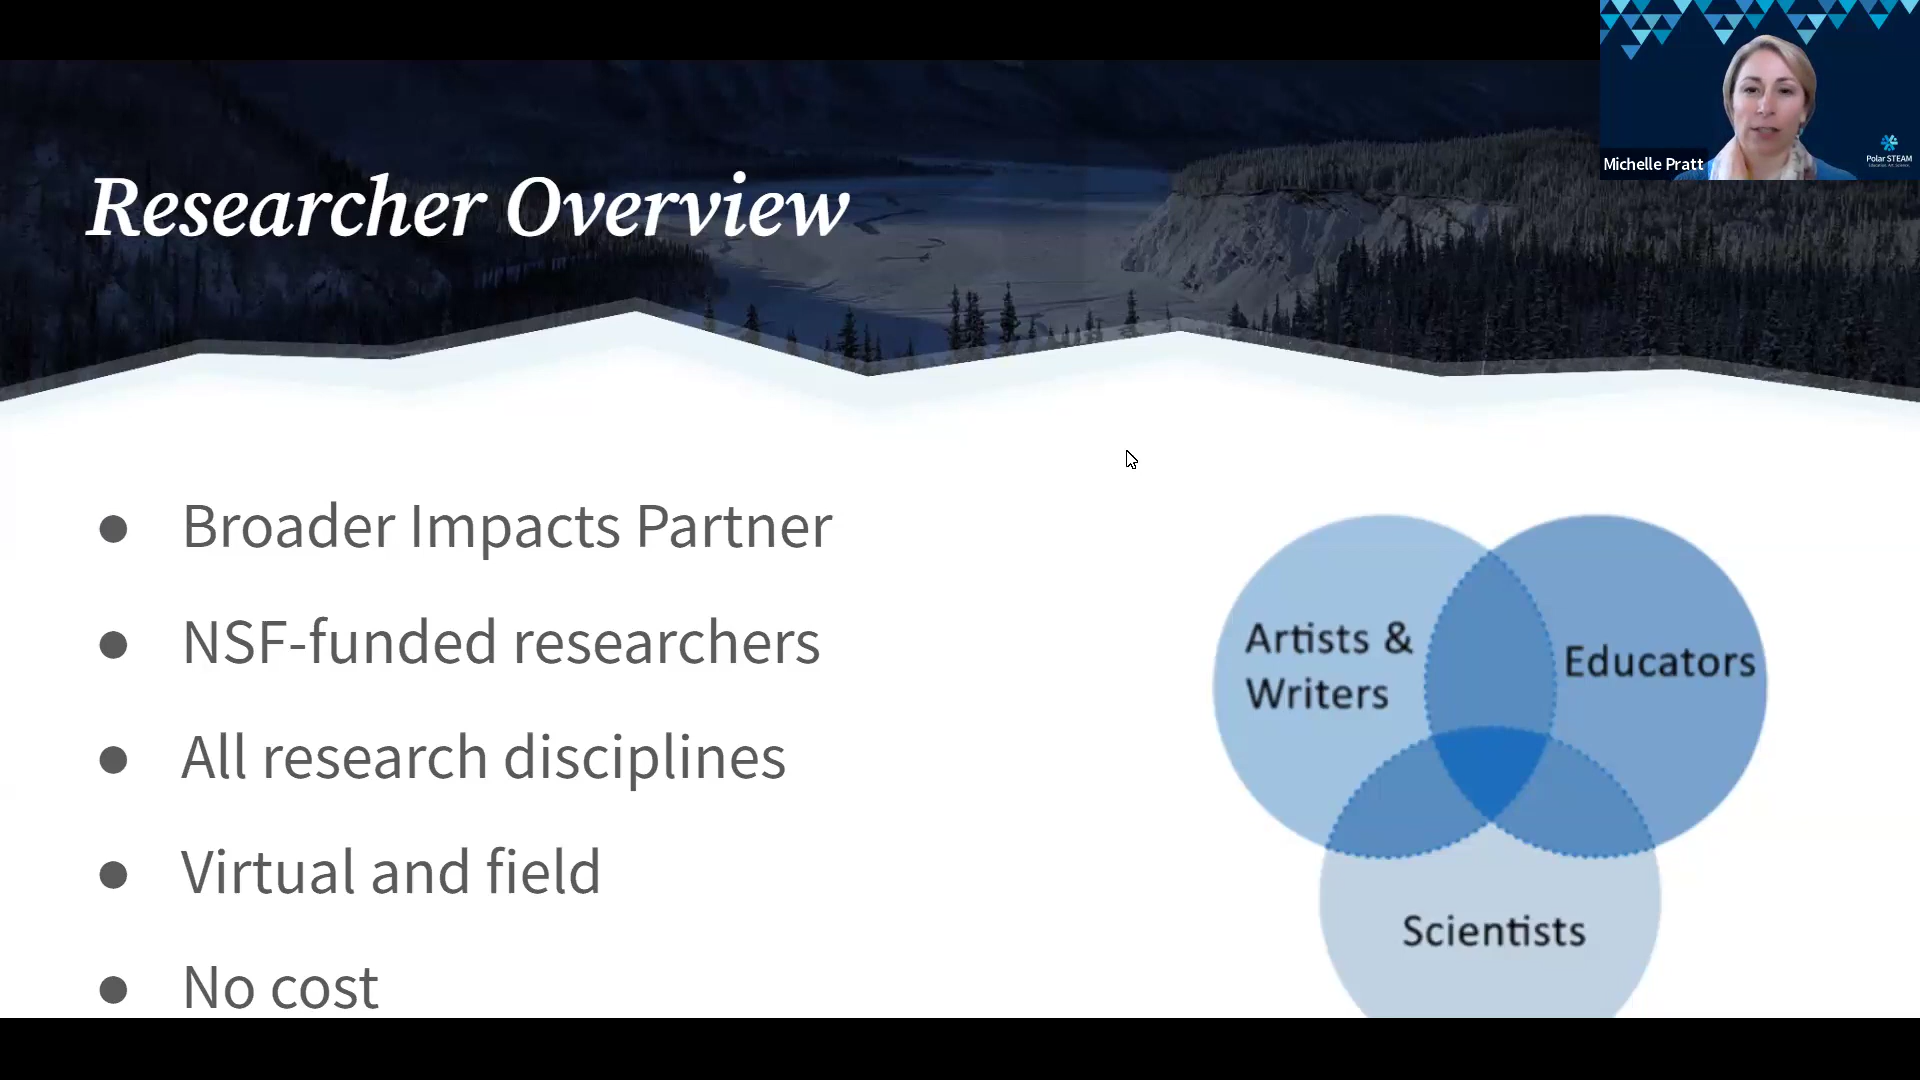 Michelle Pratt
Polar STEAM
Researcher Overview
● Broader Impacts Partner
● NSF-funded researchers
● All research disciplines
● Virtual and field
● No cost
Artists &
Writers
Educators
Scientists